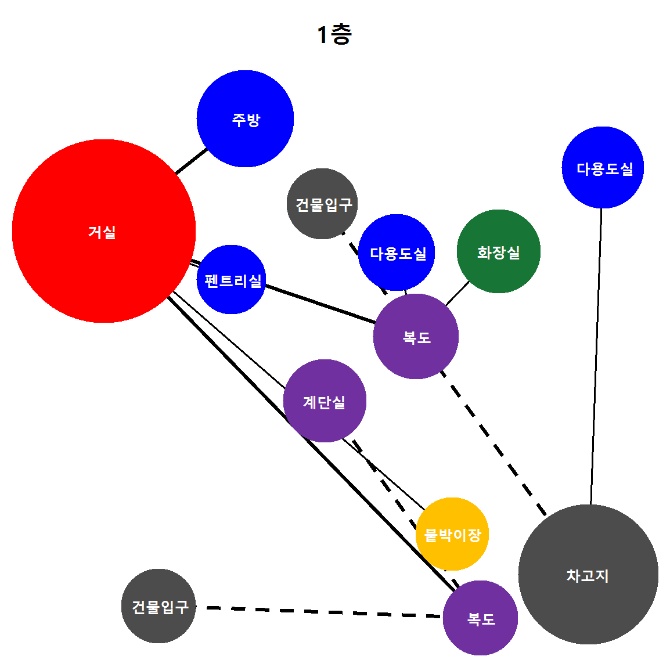 1층
주방
다용도실
건물입구
거실
다용도실
화장실
펜트리실
복도
계단실
물박이장
차고지
건물입구
복도